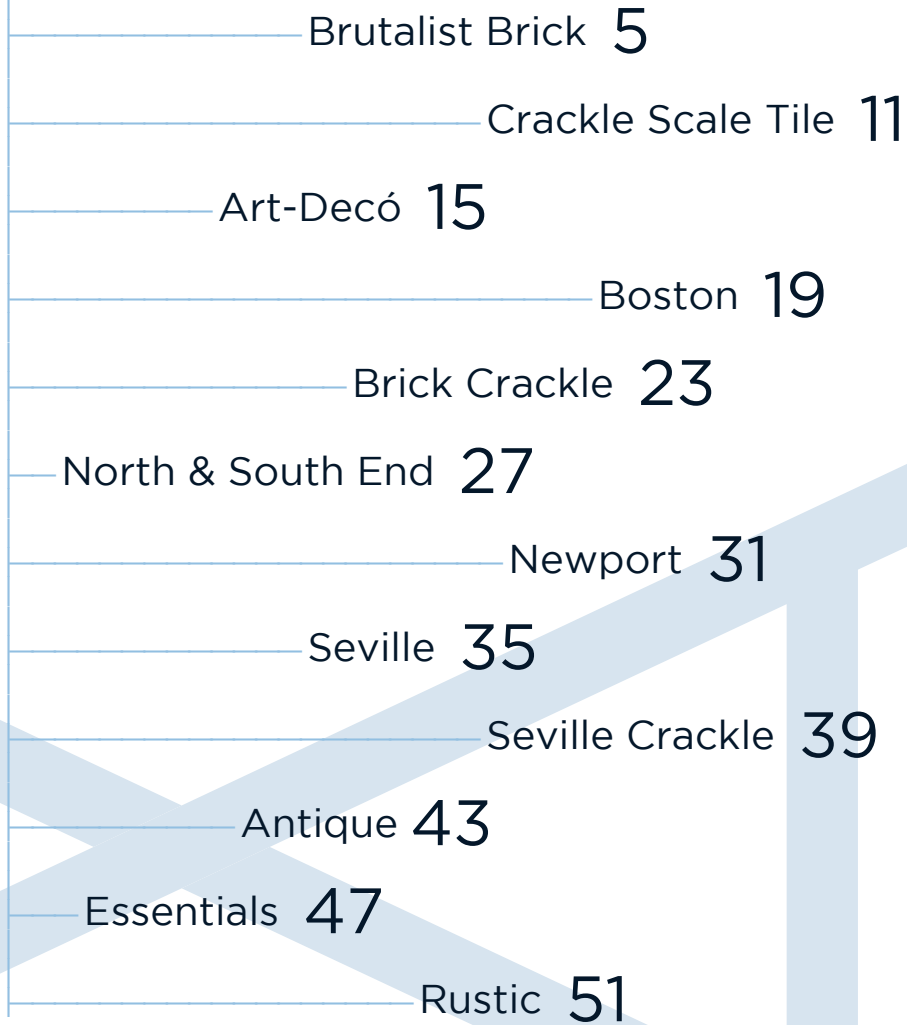 Brutalist Brick 5
Crackle Scale Tile 11
Art-Decó 15
Boston 19
Brick Crackle 23
North & South End 27
Newport 31
Seville 35
Seville Crackle 39
Antique 43
Essentials 47
Rustic 51